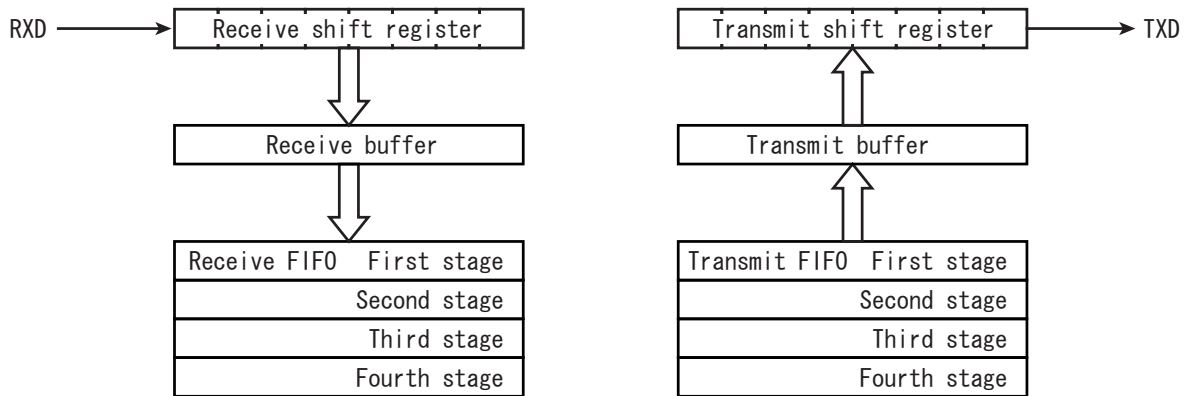 RXD
Receive shift register
Receive buffer
Receive FIFO First stage
Second stage
Third stage
Fourth stage
Transmit shift register
TXD
Transmit buffer
Transmit FIFO First stage
Second stage
Third stage
Fourth stage